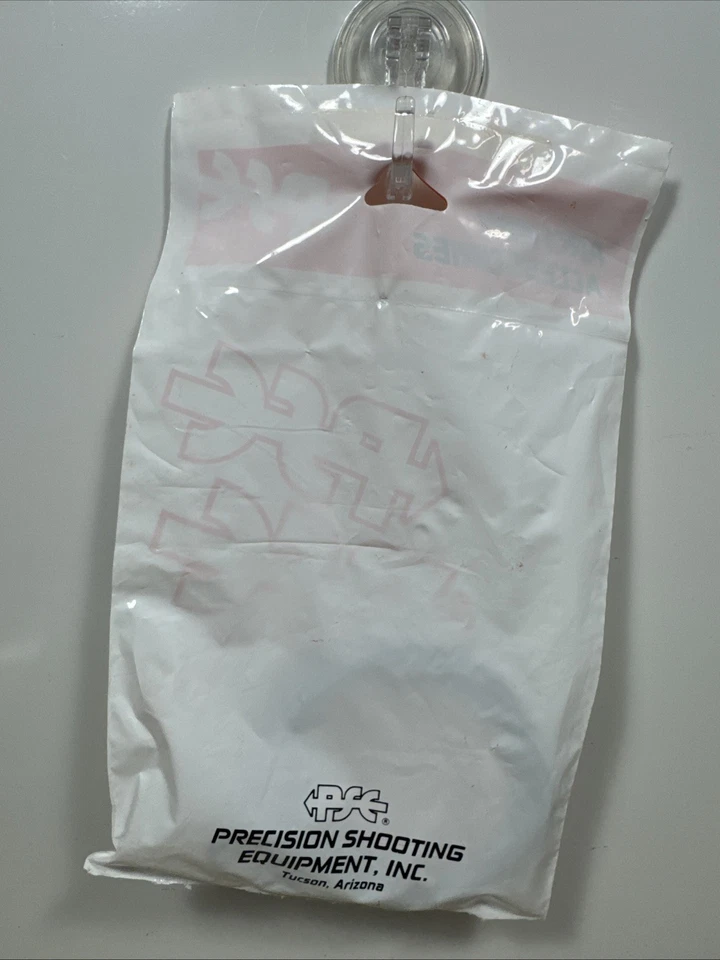 PSE®
PRECISION SHOOTING
EQUIPMENT, INC.
Tucson, Arizona